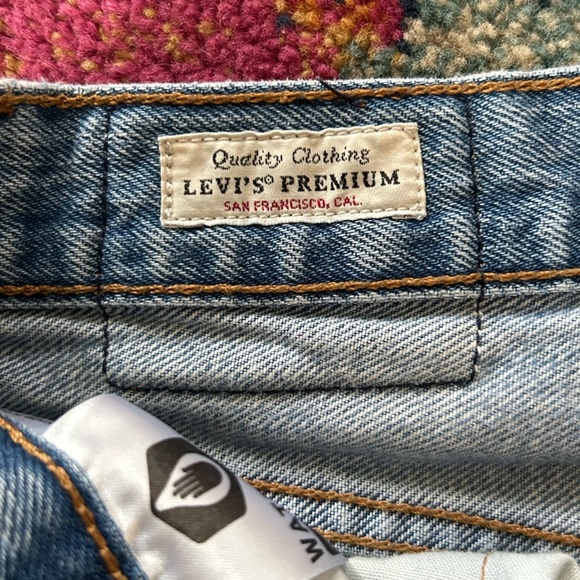 Quality Clothing
LEVI'S® PREMIUM
SAN FRANCISCO, CAL.